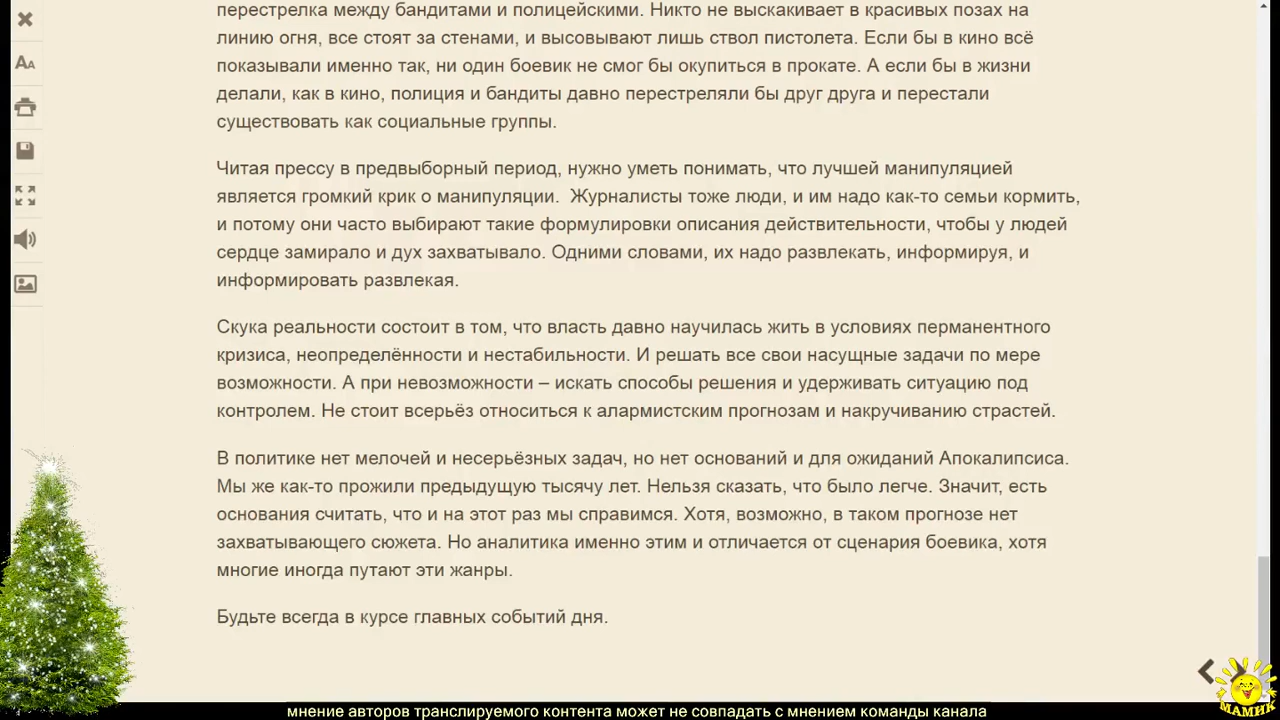 перестрелка между бандитами и полицейскими. Никто не выскакивает в красивых позах на
линию огня, все стоят за стенами, и высовывают лишь ствол пистолета. Если бы в кино всё
показывали именно так, ни один боевик не смог бы окупиться в прокате. А если бы в жизни
делали, как в кино, полиция и бандиты давно перестреляли бы друг друга и перестали
существовать как социальные группы.
Читая прессу в предвыборный период, нужно уметь понимать, что лучшей манипуляцией
является громкий крик о манипуляции.  Журналисты тоже люди, и им надо как-то семьи кормить,
и потому они часто выбирают такие формулировки описания действительности, чтобы у людей
сердце замирало и дух захватывало. Одними словами, их надо развлекать, информируя, и
информировать развлекая.
Скука реальности состоит в том, что власть давно научилась жить в условиях перманентного
кризиса, неопределённости и нестабильности. И решать все свои насущные задачи по мере
возможности. А при невозможности – искать способы решения и удерживать ситуацию под
контролем. Не стоит всерьёз относиться к алармистским прогнозам и накручиванию страстей.
В политике нет мелочей и несерьёзных задач, но нет оснований и для ожиданий Апокалипсиса.
Мы же как-то прожили предыдущую тысячу лет. Нельзя сказать, что было легче. Значит, есть
основания считать, что и на этот раз мы справимся. Хотя, возможно, в таком прогнозе нет
захватывающего сюжета. Но аналитика именно этим и отличается от сценария боевика, хотя
многие иногда путают эти жанры.
Будьте всегда в курсе главных событий дня.
МАМИК
мнение авторов транслируемого контента может не совпадать с мнением команды канала